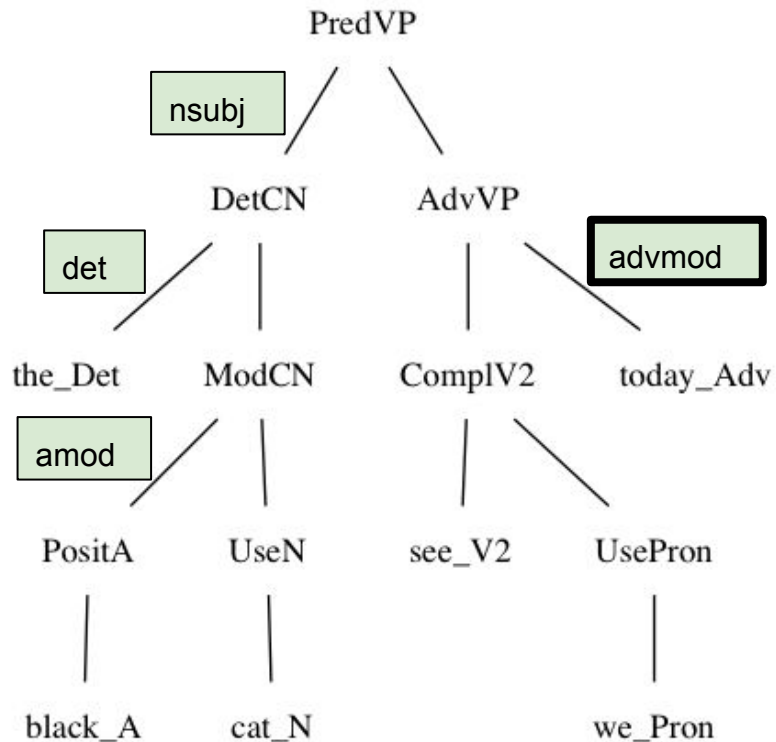 PredVP
nsubj
DetCN AdvVP
det advmod
the_Det ModCN ComplV2 today_Adv
amod
PositA UseN see_V2 UsePron
black_A cat_N we_Pron